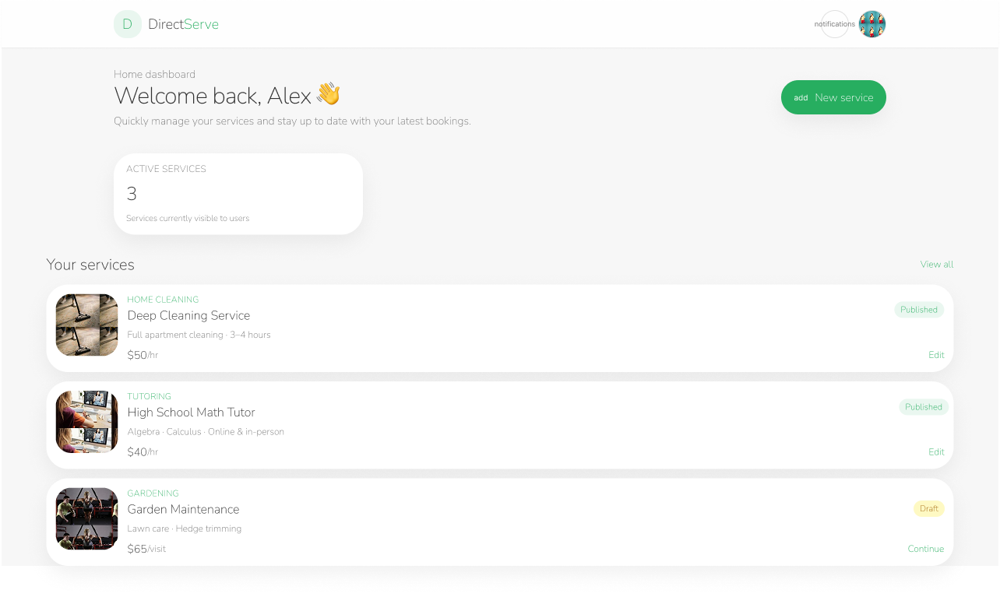 D DirectServe
notifications
Home dashboard
Welcome back, Alex 👋
Quickly manage your services and stay up to date with your latest bookings.
add New service
ACTIVE SERVICES
3
Services currently visible to users
Your services
View all
HOME CLEANING
Deep Cleaning Service
Published
Full apartment cleaning · 3–4 hours
$50/hr
Edit
TUTORING
High School Math Tutor
Published
Algebra · Calculus · Online & in-person
$40/hr
Edit
GARDENING
Garden Maintenance
Draft
Lawn care · Hedge trimming
$65/visit
Continue